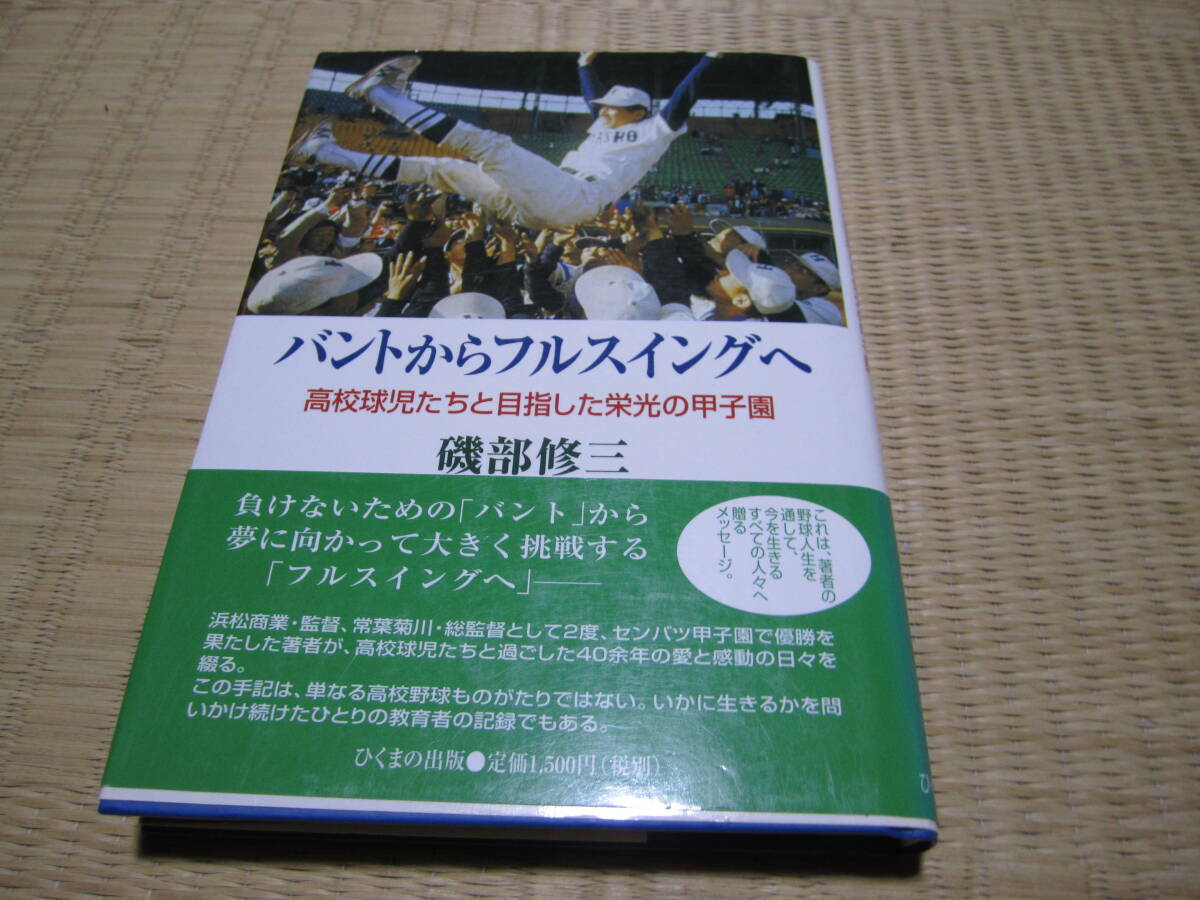 バントからフルスイングへ
高校球児たちと目指した栄光の甲子園
磯部修三
負けないための「バント」から
夢に向かって大きく挑戦する
「フルスイングへ」――
これは、著者の
野球人生を
通して、
今を生きる
すべての人々へ
贈る
メッセージ。
浜松商業・監督、常葉菊川・総監督として2度、センバツ甲子園で優勝を
果たした著者が、高校球児たちと過ごした40余年の愛と感動の日々を
綴る。
この手記は、単なる高校野球ものがたりではない。いかに生きるかを問
いかけ続けたひとりの教育者の記録でもある。
ひくまの出版●定価1,500円(税別)
ひ